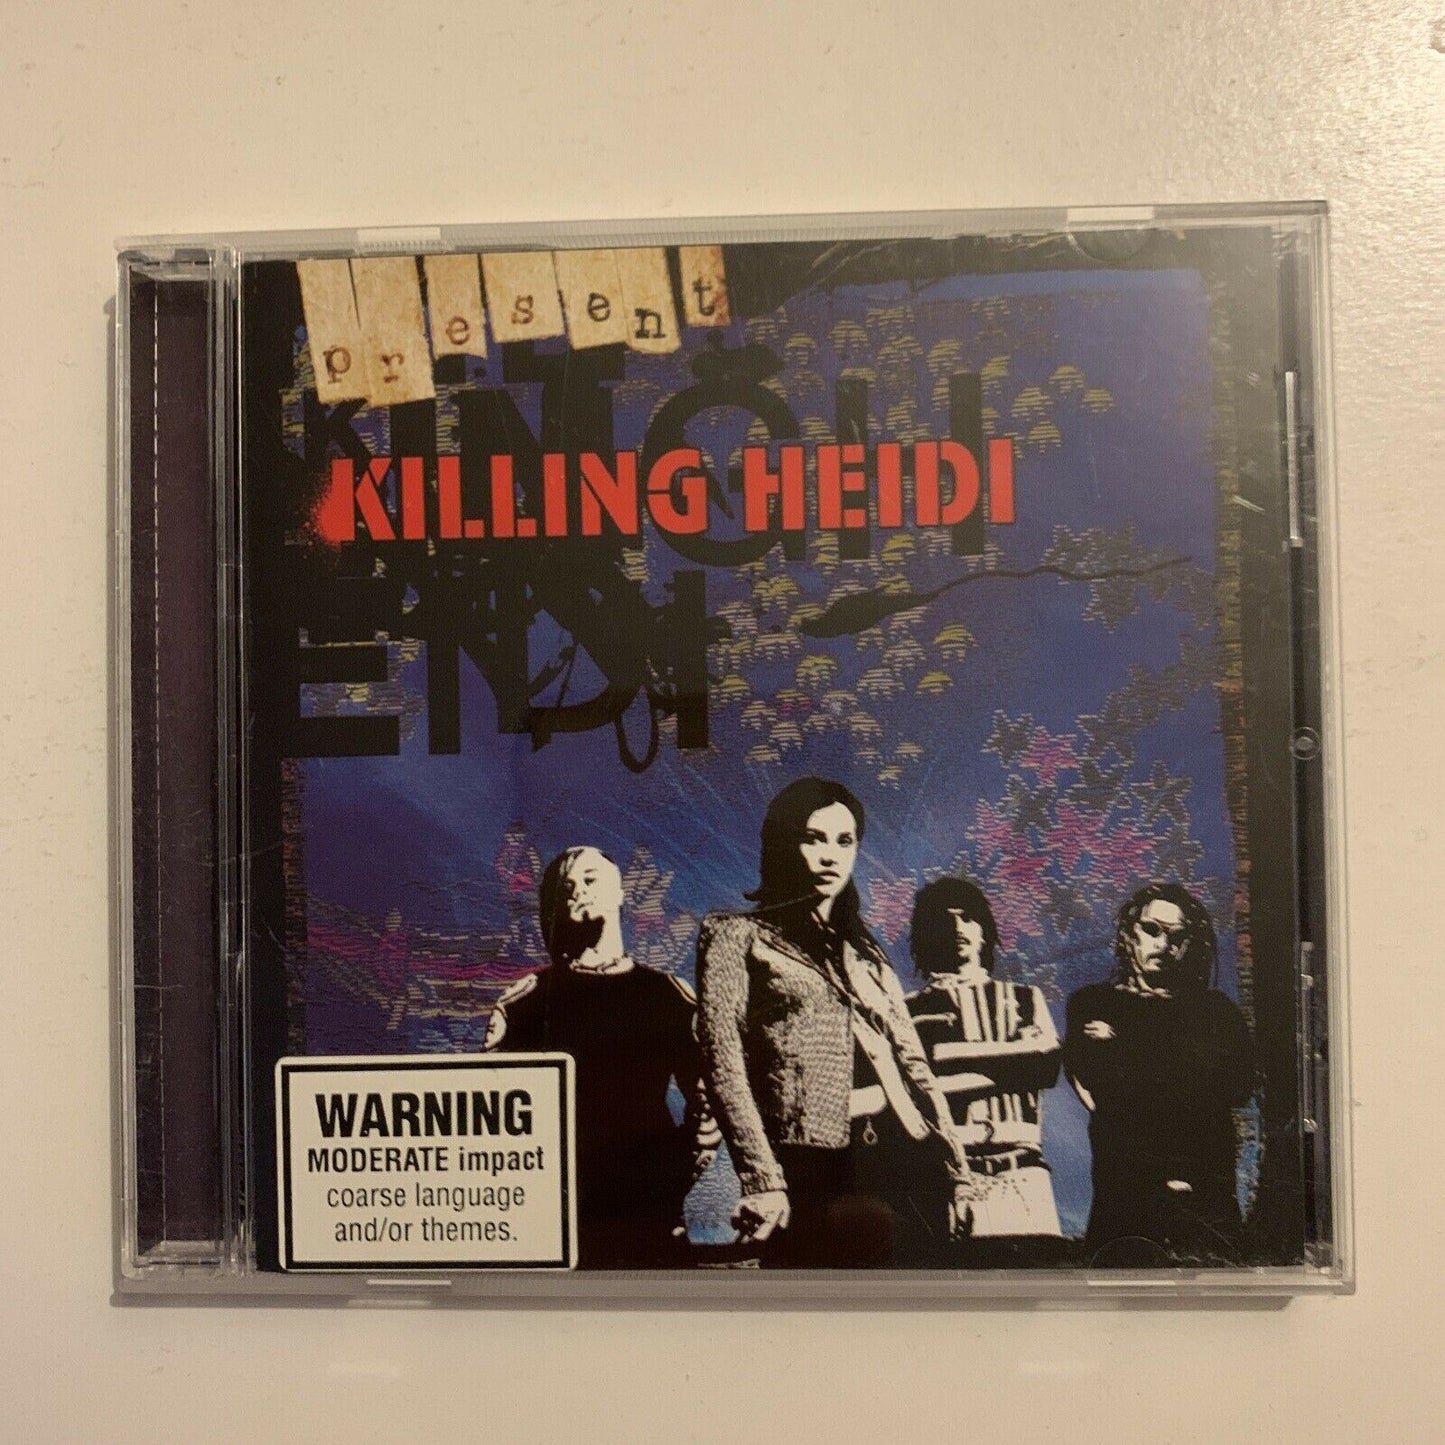 present
KILLING HEIDI
WARNING
MODERATE impact
coarse language
and/or themes.